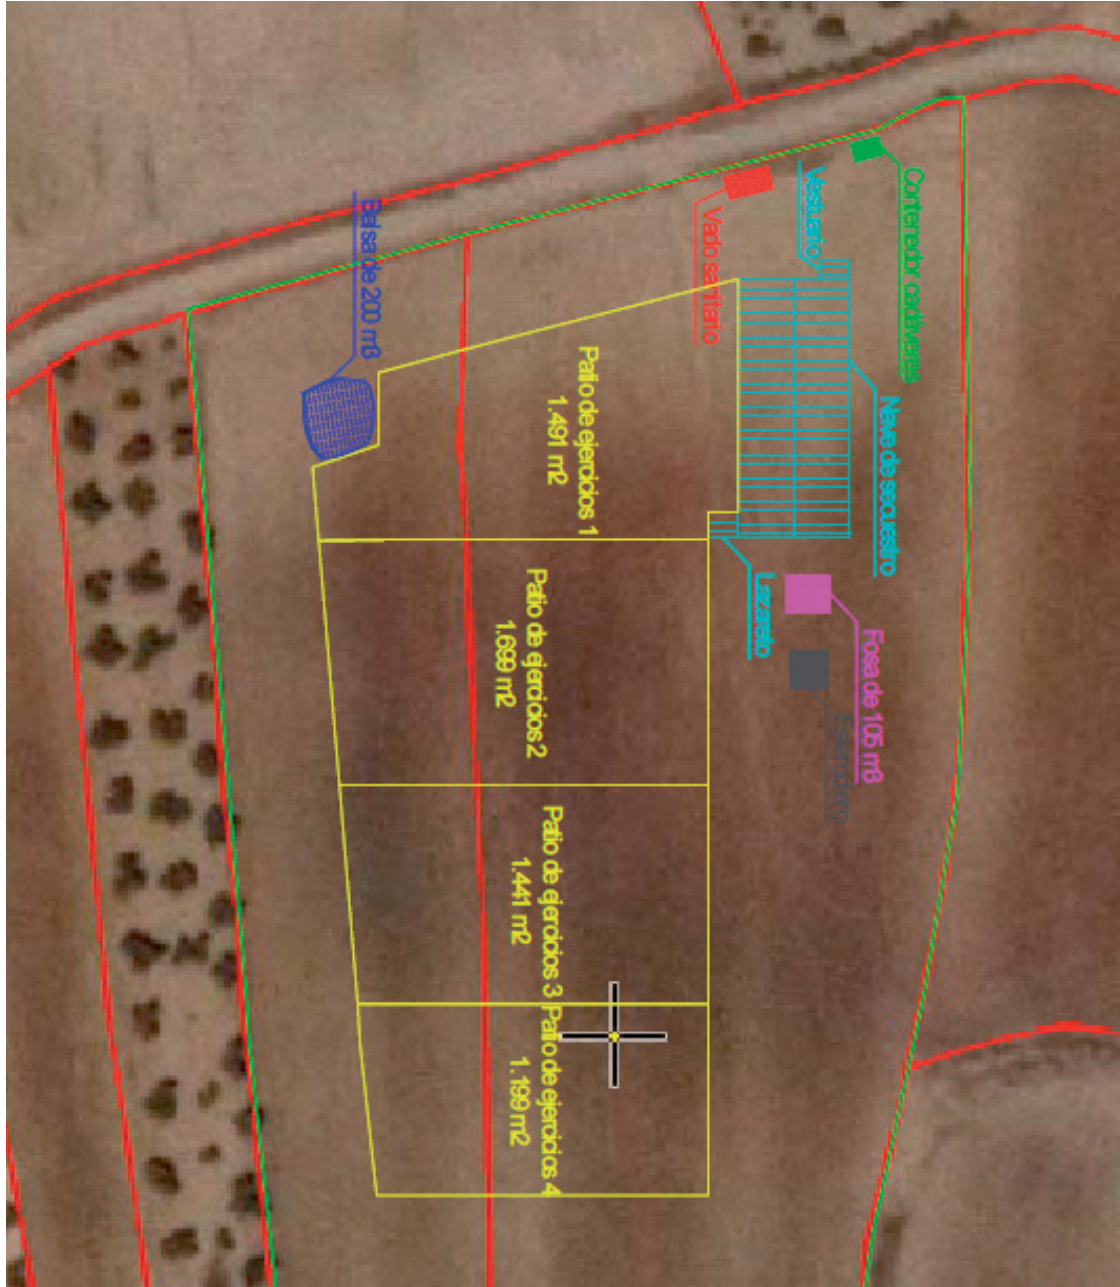 Contenedor cadáveres
Vestuario
Vado sanitario
Balsa de 200 m3
Nave de secuestro
Patio de ejercicios 1
1.491 m2
Lazareto
Fosa de 105 m3
Estercolero
Patio de ejercicios 2
1.699 m2
Patio de ejercicios 3
1.441 m2
Patio de ejercicios 4
1.199 m2